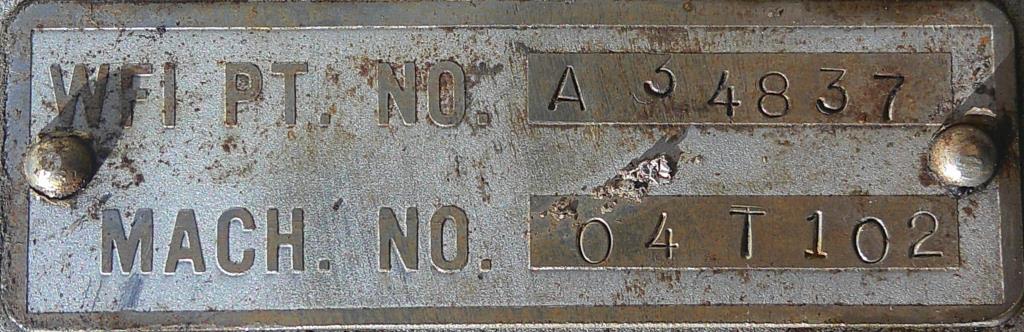 WFI PT. NO. A 34837
MACH. NO. 04 T 102